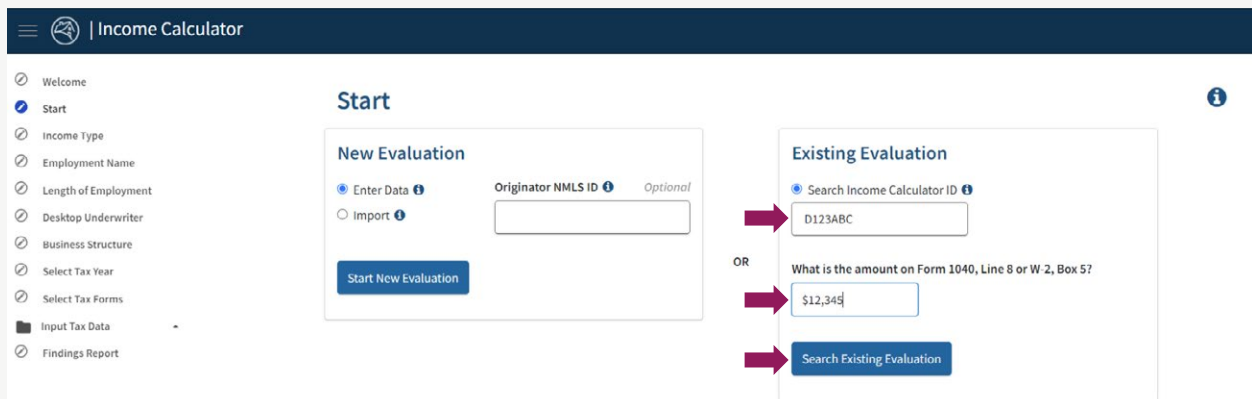 | Income Calculator
Welcome
Start
Income Type
Employment Name
Length of Employment
Desktop Underwriter
Business Structure
Select Tax Year
Select Tax Forms
Input Tax Data
Findings Report
Start
New Evaluation
Enter Data
Import
Originator NMLS ID Optional
Start New Evaluation
OR
Existing Evaluation
Search Income Calculator ID
D123ABC
What is the amount on Form 1040, Line 8 or W-2, Box 5?
$12,345
Search Existing Evaluation